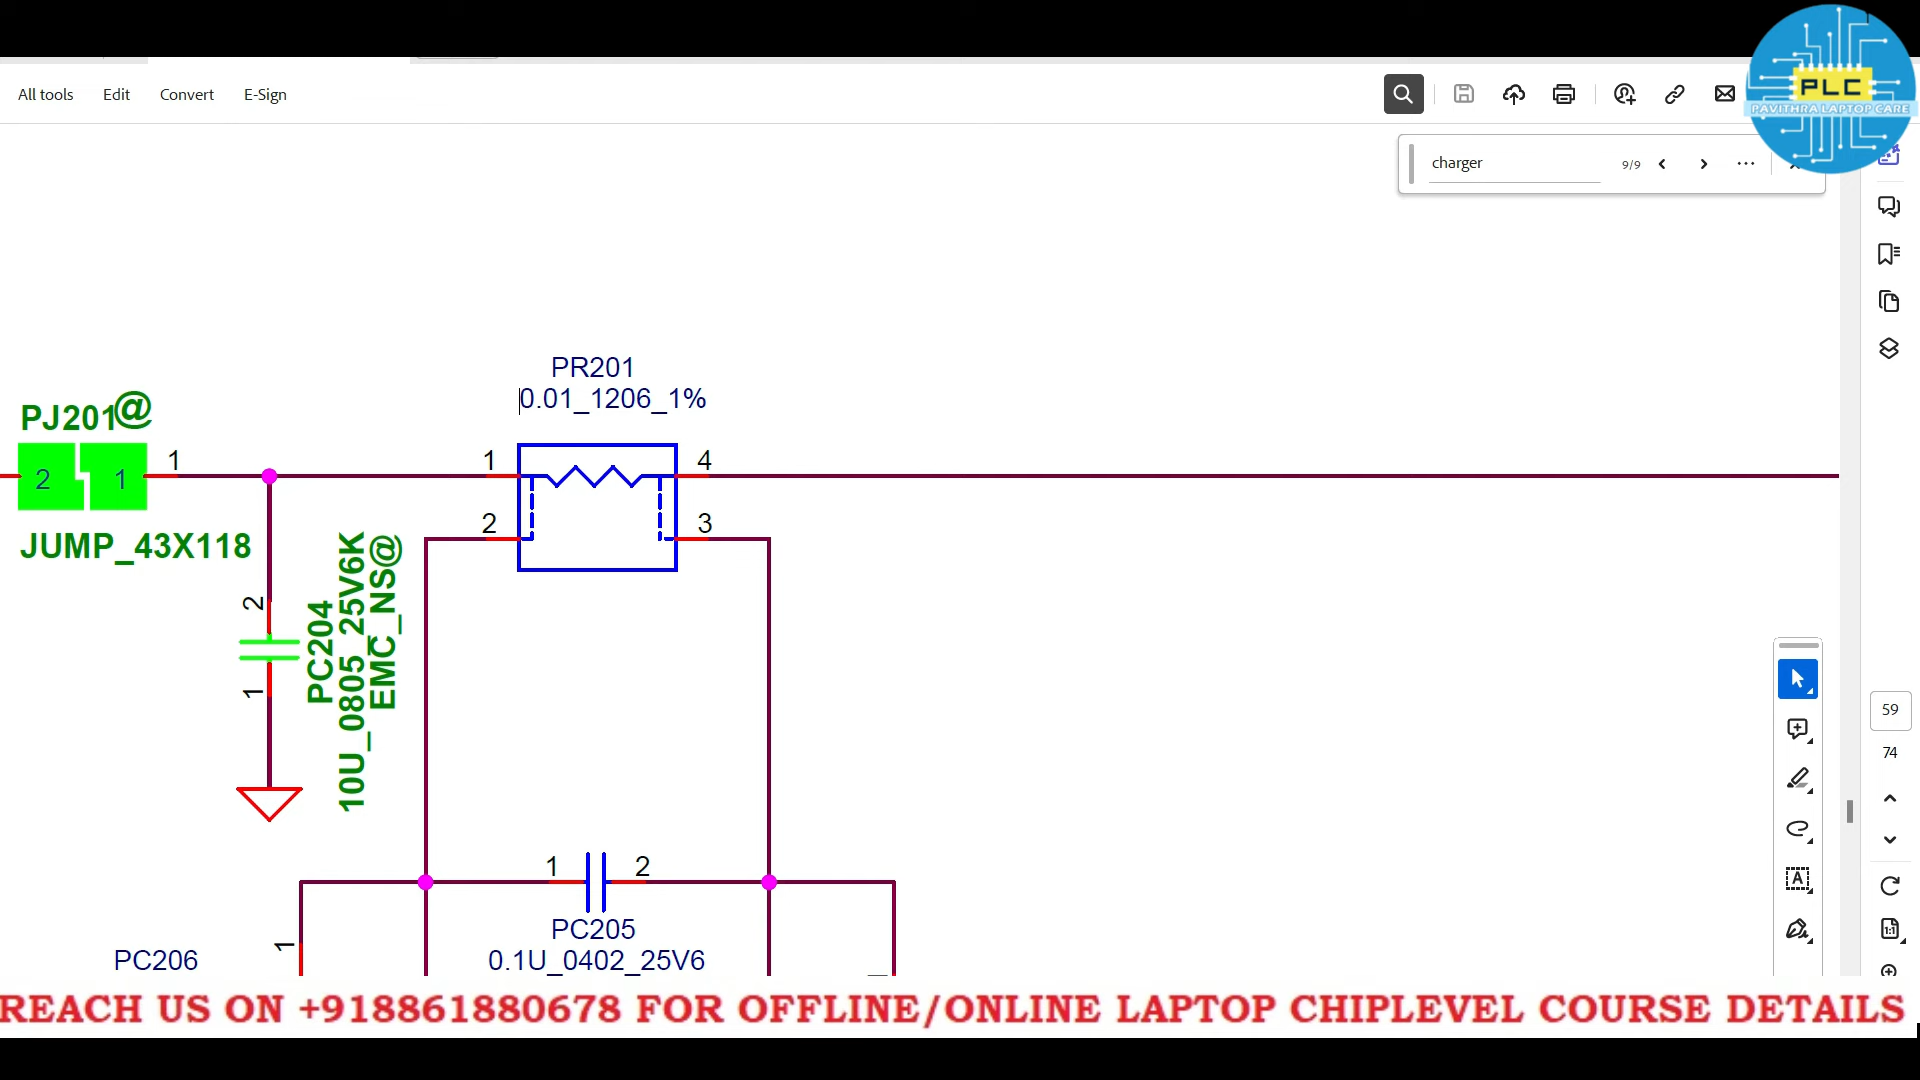 PLC
PAVITHRA LAPTOP CARE
All tools Edit Convert E-Sign
charger 9/9
PR201
0.01_1206_1%
PJ201@
2 1 1
1 4
2 3
JUMP_43X118
2
1
PC204
10U_0805_25V6K
EMC_NS@
1 2
PC205
0.1U_0402_25V6
1
PC206
59
74
REACH US ON +918861880678 FOR OFFLINE/ONLINE LAPTOP CHIPLEVEL COURSE DETAILS